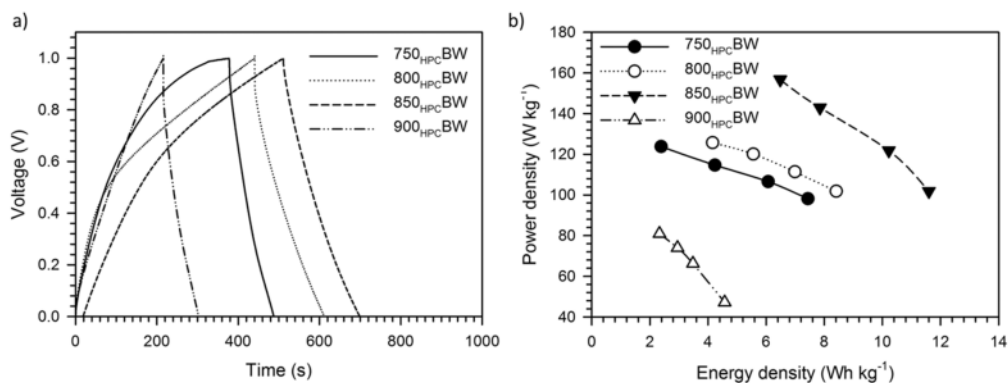 a)
Voltage (V)
1.0
0.8
0.6
0.4
0.2
0.0
750HPCBW
800HPCBW
850HPCBW
900HPCBW
0 200 400 600 800 1000
Time (s)
b)
Power density (W kg-1)
180
160
140
120
100
80
60
40
750HPCBW
800HPCBW
850HPCBW
900HPCBW
0 2 4 6 8 10 12 14
Energy density (Wh kg-1)